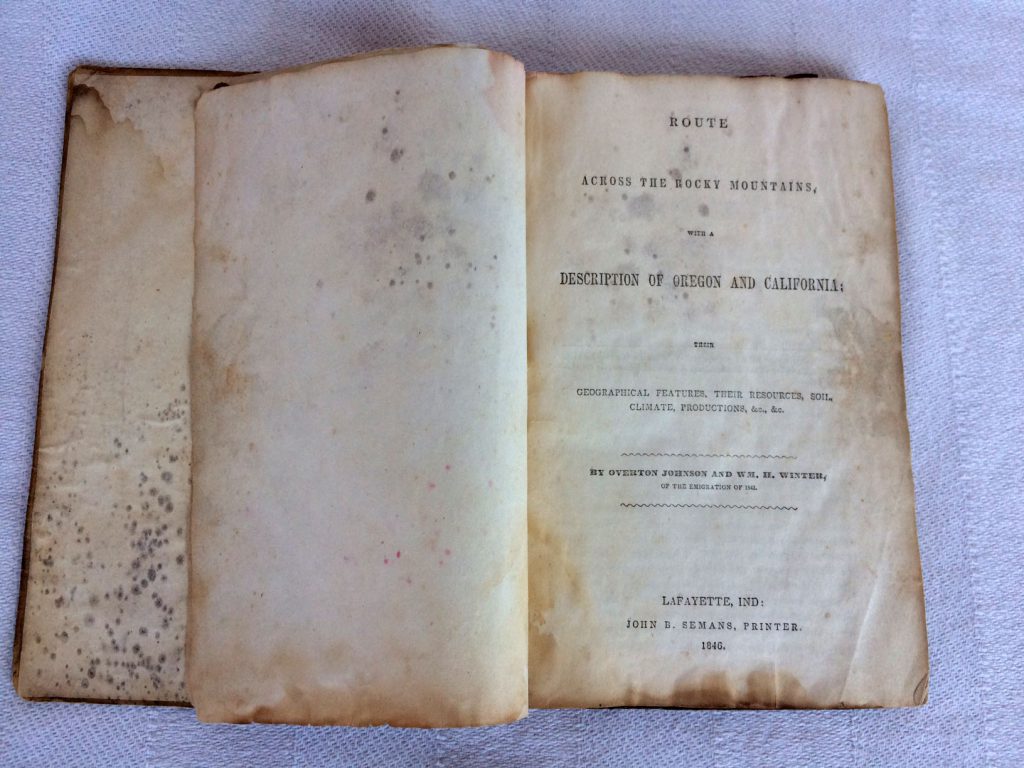 ROUTE
ACROSS THE ROCKY MOUNTAINS,
WITH A
DESCRIPTION OF OREGON AND CALIFORNIA;
THEIR
GEOGRAPHICAL FEATURES, THEIR RESOURCES, SOIL,
CLIMATE, PRODUCTIONS, &c., &c.
BY OVERTON JOHNSON AND WM. H. WINTER,
OF THE EMIGRATION OF 1843.
LAFAYETTE, IND:
JOHN B. SEMANS, PRINTER.
1846.